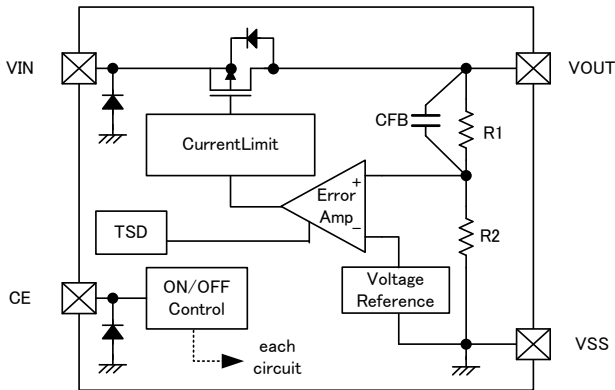 VIN
VOUT
CFB
R1
CurrentLimit
+
Error
Amp
−
TSD
R2
Voltage
Reference
CE
ON/OFF
Control
each
circuit
VSS